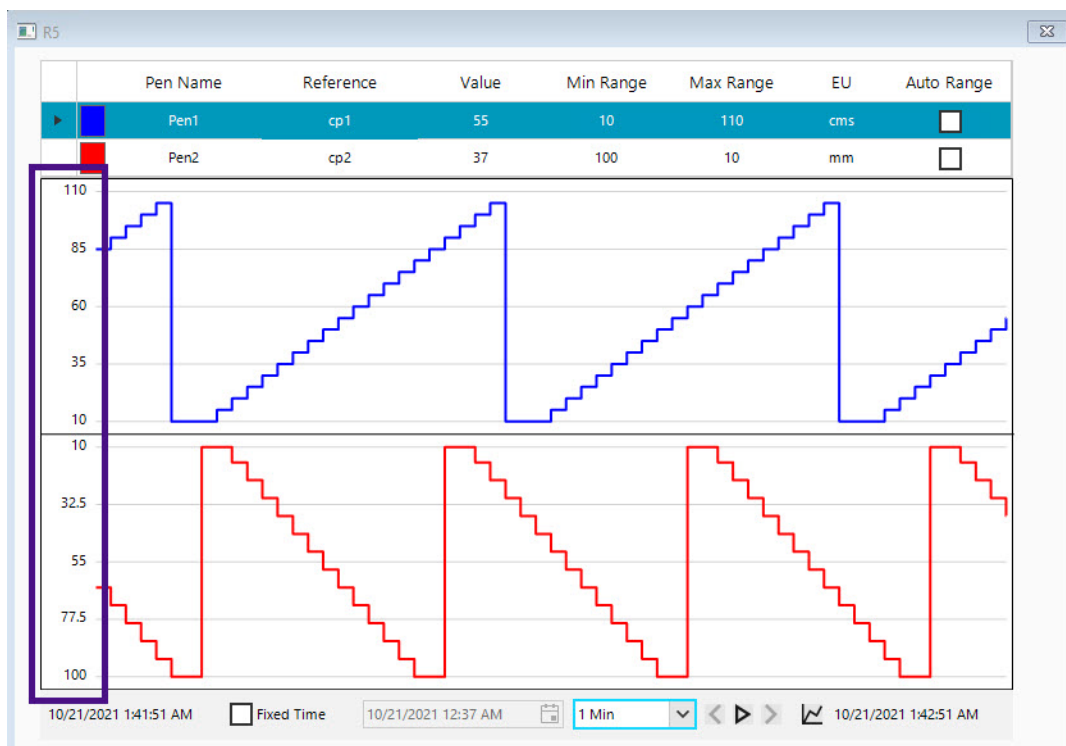 R5
Pen Name Reference Value Min Range Max Range EU Auto Range
Pen1 cp1 55 10 110 cms
Pen2 cp2 37 100 10 mm
110
85
60
35
10
10
32.5
55
77.5
100
10/21/2021 1:41:51 AM Fixed Time 10/21/2021 12:37 AM 1 Min 10/21/2021 1:42:51 AM